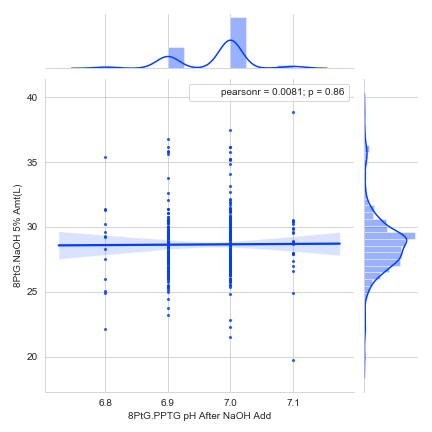 pearsonr = 0.0081; p = 0.86
40
35
30
25
20
8PtG.NaOH 5% Amt(L)
6.8 6.9 7.0 7.1
8PtG.PPTG pH After NaOH Add